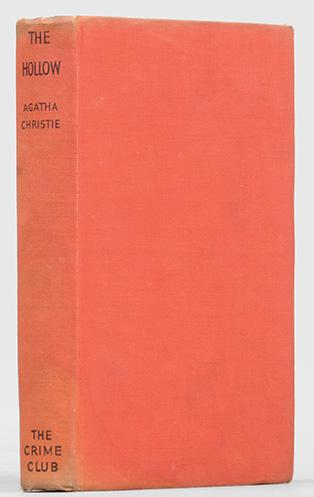 THE
HOLLOW
AGATHA
CHRISTIE
THE
CRIME
CLUB